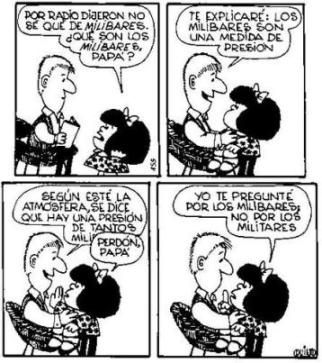 POR RADIO DIJERON NO
SÉ QUÉ DE MILIBARES.
¿QUÉ SON LOS
MILIBARES,
PAPÁ?
TE EXPLICARÉ: LOS
MILIBARES SON
UNA MEDIDA DE
PRESIÓN
SEGÚN ESTÉ LA
ATMOSFERA, SE DICE
QUE HAY UNA PRESIÓN
DE TANTOS
MILI
PERDÓN,
PAPÁ
YO TE PREGUNTÉ
POR LOS MILIBARES;
NO POR LOS
MILITARES